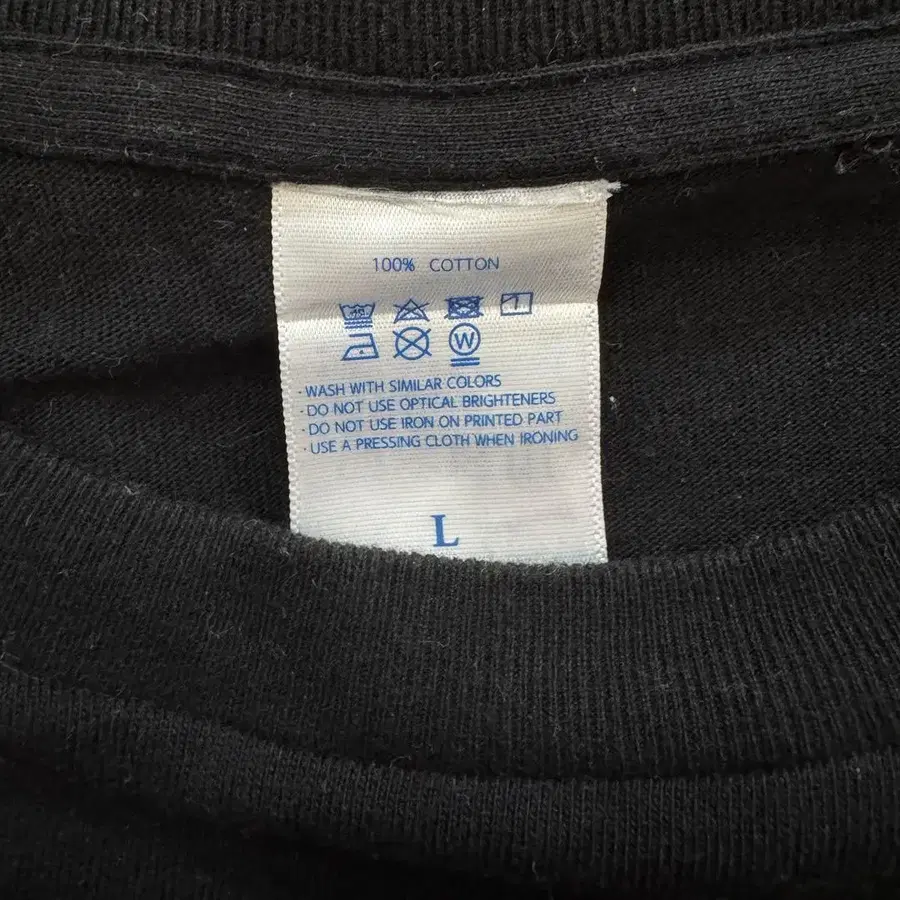 100% COTTON
W
· WASH WITH SIMILAR COLORS
· DO NOT USE OPTICAL BRIGHTENERS
· DO NOT USE IRON ON PRINTED PART
· USE A PRESSING CLOTH WHEN IRONING
L